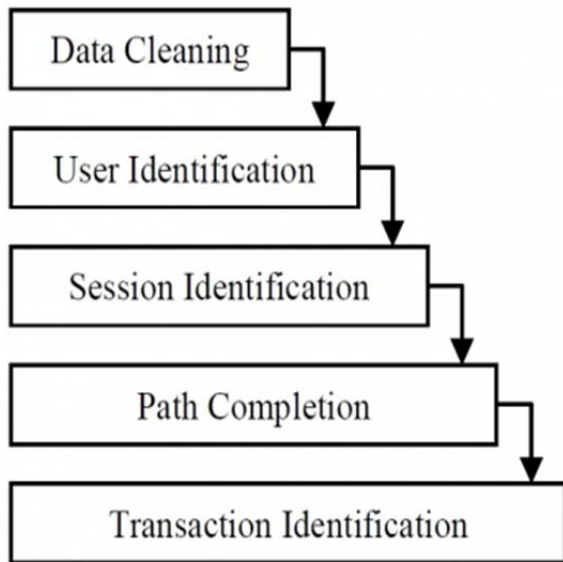 Data Cleaning
User Identification
Session Identification
Path Completion
Transaction Identification